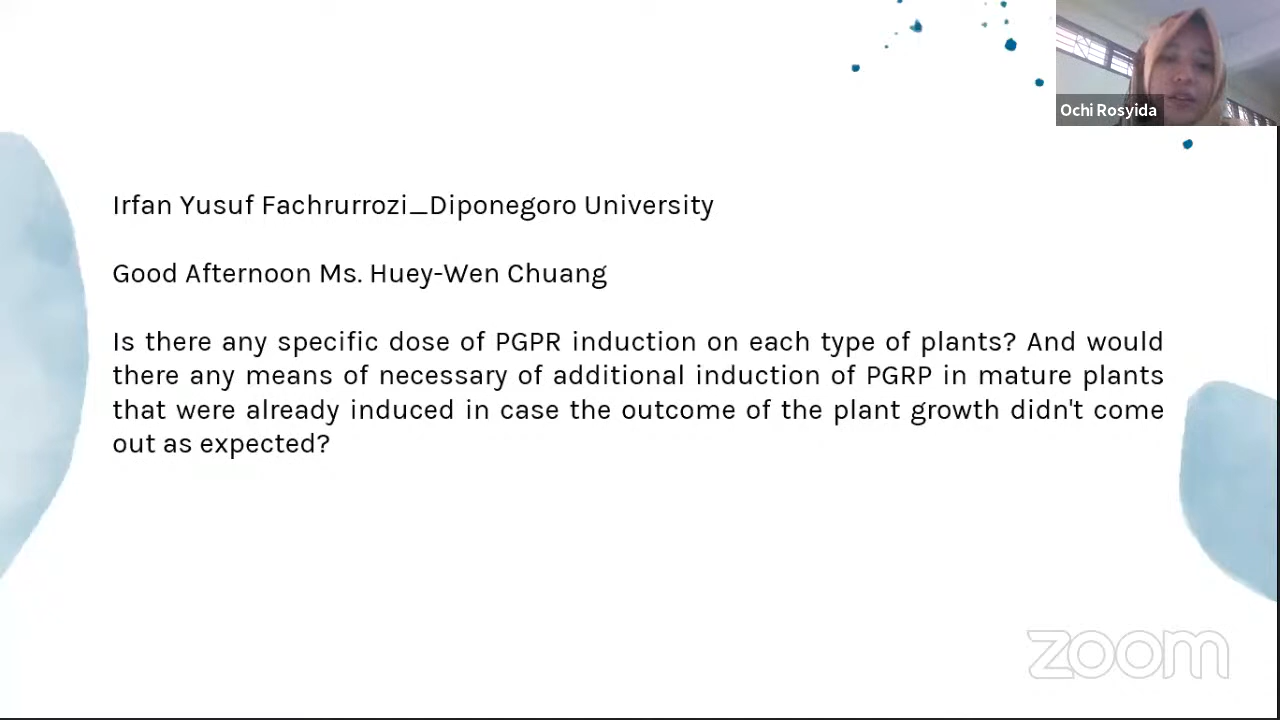 Ochi Rosyida
Irfan Yusuf Fachrurrozi_Diponegoro University
Good Afternoon Ms. Huey-Wen Chuang
Is there any specific dose of PGPR induction on each type of plants? And would
there any means of necessary of additional induction of PGRP in mature plants
that were already induced in case the outcome of the plant growth didn't come
out as expected?
zoom